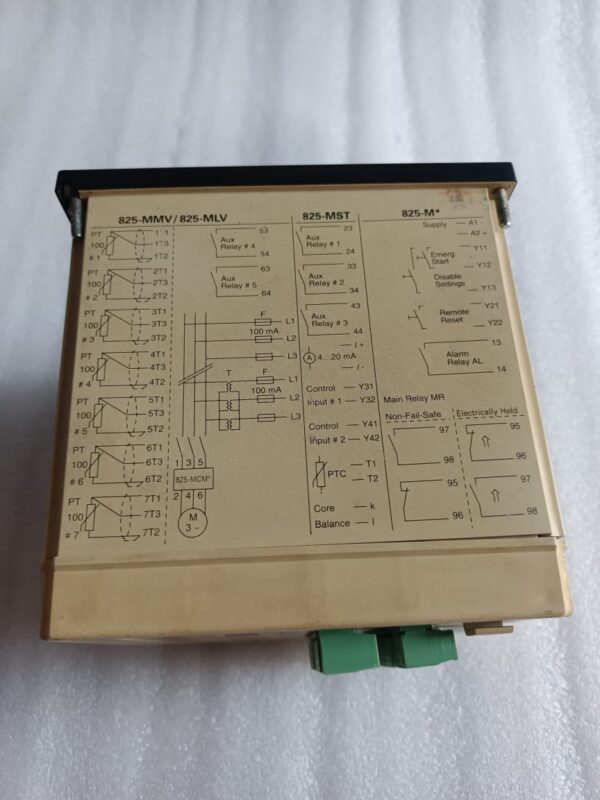 825-MMV/825-MLV
PT
100
# 1
1T1
1T3
1T2
PT
100
# 2
2T1
2T3
2T2
PT
100
# 3
3T1
3T3
3T2
PT
100
# 4
4T1
4T3
4T2
PT
100
# 5
5T1
5T3
5T2
PT
100
# 6
6T1
6T3
6T2
PT
100
# 7
7T1
7T3
7T2
53
Aux
Relay # 4
54
63
Aux
Relay # 5
64
F
L1
100 mA
L2
L3
T
F
L1
100 mA
L2
L3
1 3 5
825-MCM*
2 4 6
M
3 ~
825-MST
23
Aux
Relay # 1
24
33
Aux
Relay # 2
34
43
Aux
Relay # 3
44
I +
A 4...20 mA
I -
Control Y31
Input # 1 Y32
Control Y41
Input # 2 Y42
PTC
T1
T2
Core k
Balance l
825-M*
Supply A1 -
A2 +
Y11
Emerg.
Start
Y12
Disable
Settings
Y13
Y21
Remote
Reset
Y22
13
Alarm
Relay AL
14
Main Relay MR
Non-Fail-Safe
97
98
95
96
Electrically Held
95
96
97
98